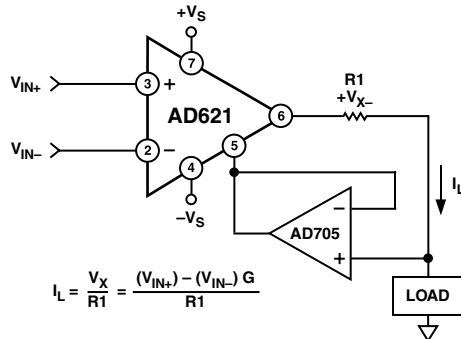 +VS
7
VIN+
3
+
AD621
6
R1
+VX–
VIN–
2
–
5
4
–VS
IL
–
AD705
+
LOAD
IL = VX / R1 = (VIN+) – (VIN–) G / R1